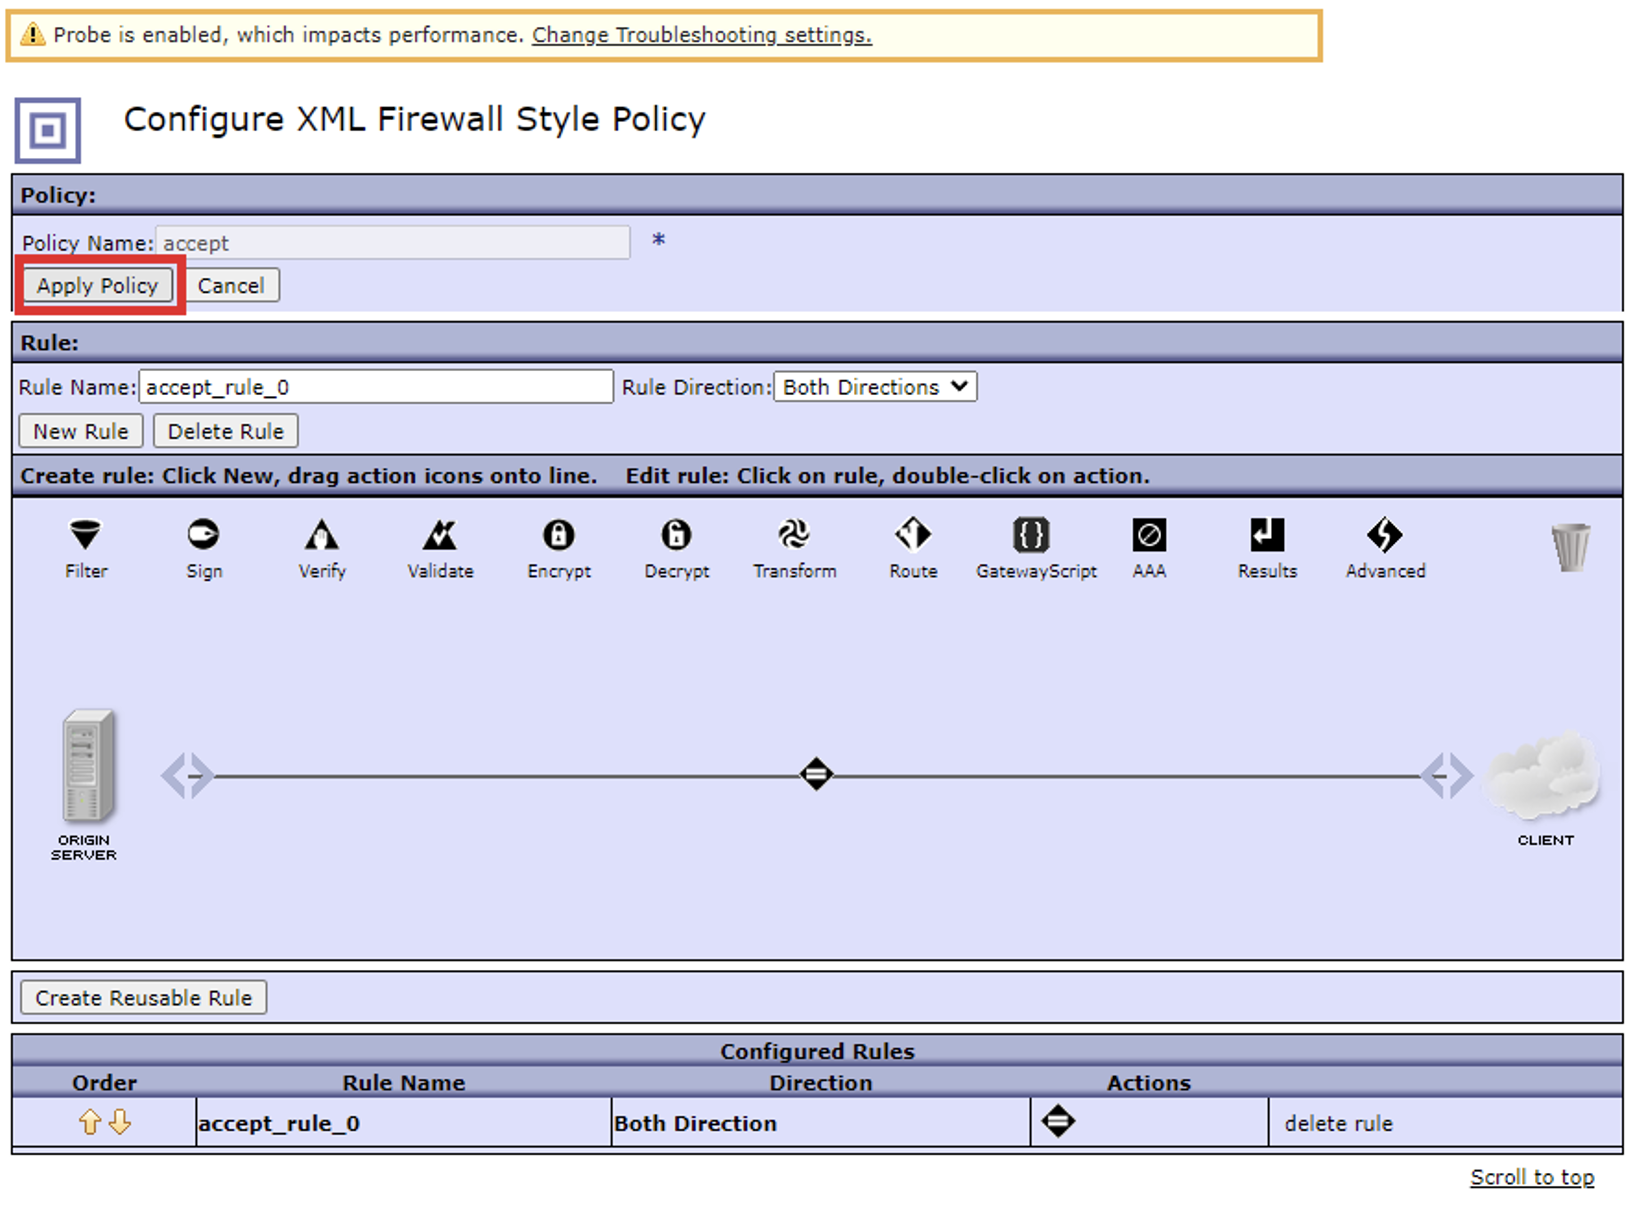 Probe is enabled, which impacts performance. Change Troubleshooting settings.
Configure XML Firewall Style Policy
Policy:
Policy Name: accept *
Apply Policy Cancel
Rule:
Rule Name: accept_rule_0 Rule Direction: Both Directions
New Rule Delete Rule
Create rule: Click New, drag action icons onto line. Edit rule: Click on rule, double-click on action.
Filter Sign Verify Validate Encrypt Decrypt Transform Route GatewayScript AAA Results Advanced
ORIGIN
SERVER
CLIENT
Create Reusable Rule
Configured Rules
Order Rule Name Direction Actions
accept_rule_0 Both Direction delete rule
Scroll to top